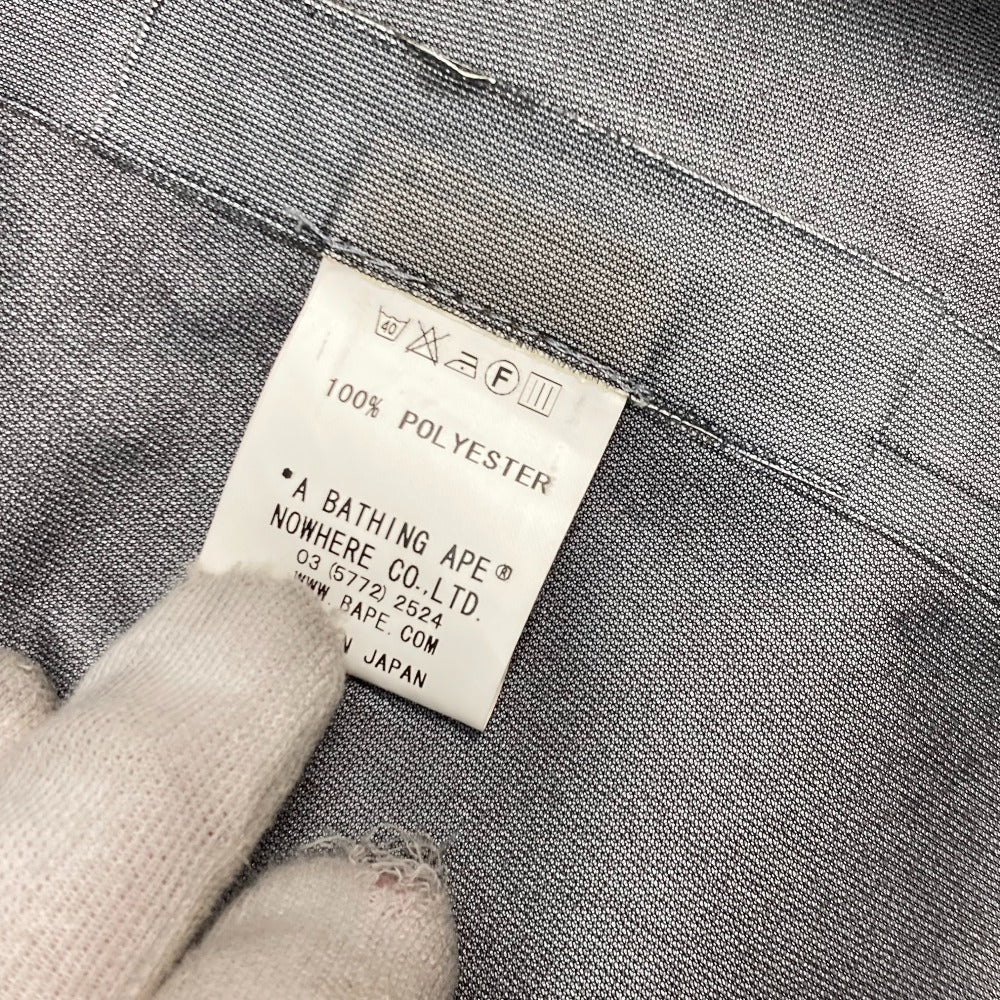 40
F
100% POLYESTER
•A BATHING APE®
NOWHERE CO.,LTD.
03 (5772) 2524
WWW.BAPE.COM
JAPAN